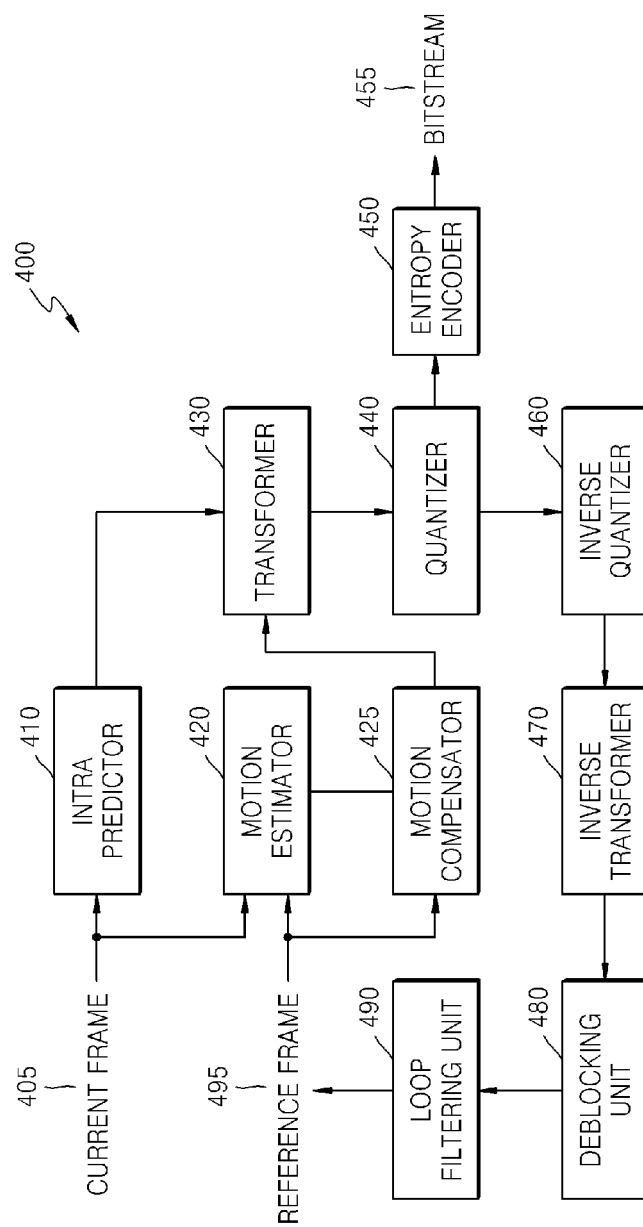 400
405
CURRENT FRAME
410
INTRA
PREDICTOR
495
REFERENCE FRAME
420
MOTION
ESTIMATOR
430
TRANSFORMER
490
LOOP
FILTERING UNIT
425
MOTION
COMPENSATOR
440
QUANTIZER
450
ENTROPY
ENCODER
455
BITSTREAM
480
DEBLOCKING
UNIT
470
INVERSE
TRANSFORMER
460
INVERSE
QUANTIZER